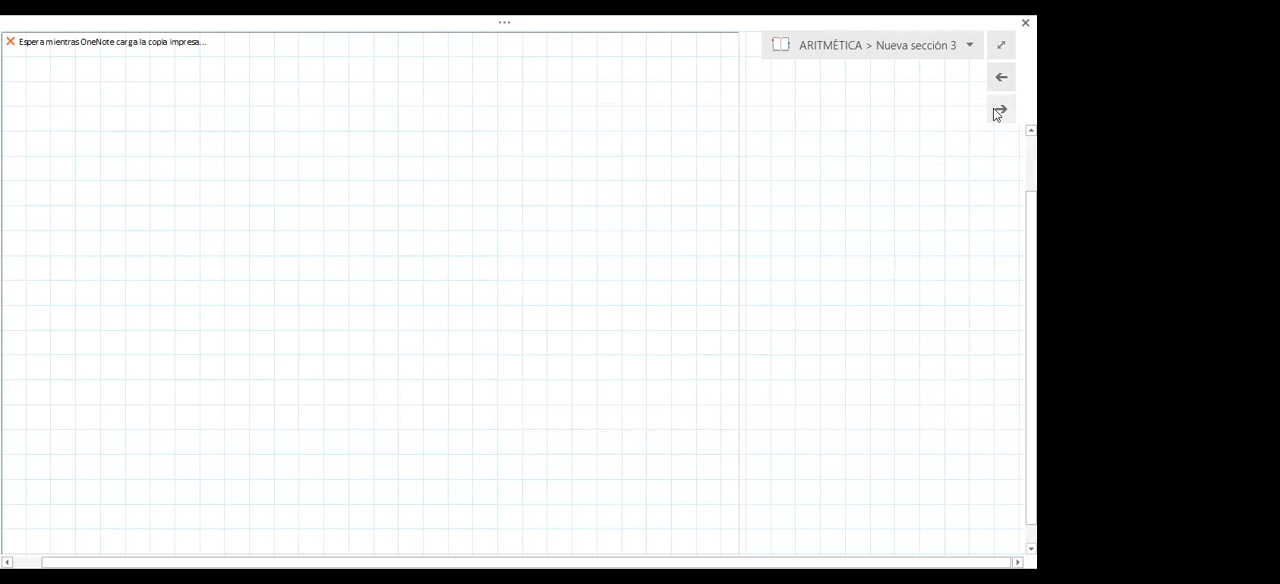 Espera mientras OneNote carga la copia impresa...
ARITMÉTICA > Nueva sección 3